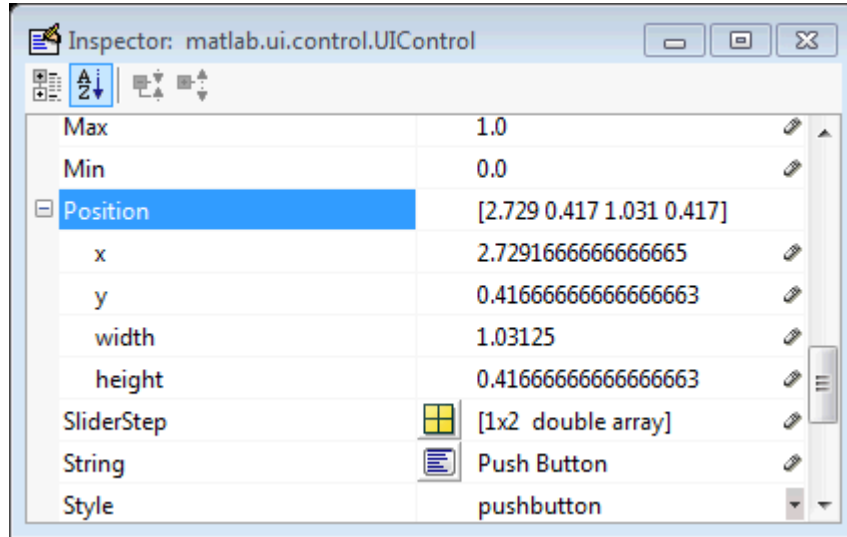 Inspector: matlab.ui.control.UIControl
Max 1.0
Min 0.0
Position [2.729 0.417 1.031 0.417]
x 2.7291666666666665
y 0.41666666666666663
width 1.03125
height 0.41666666666666663
SliderStep [1x2 double array]
String Push Button
Style pushbutton